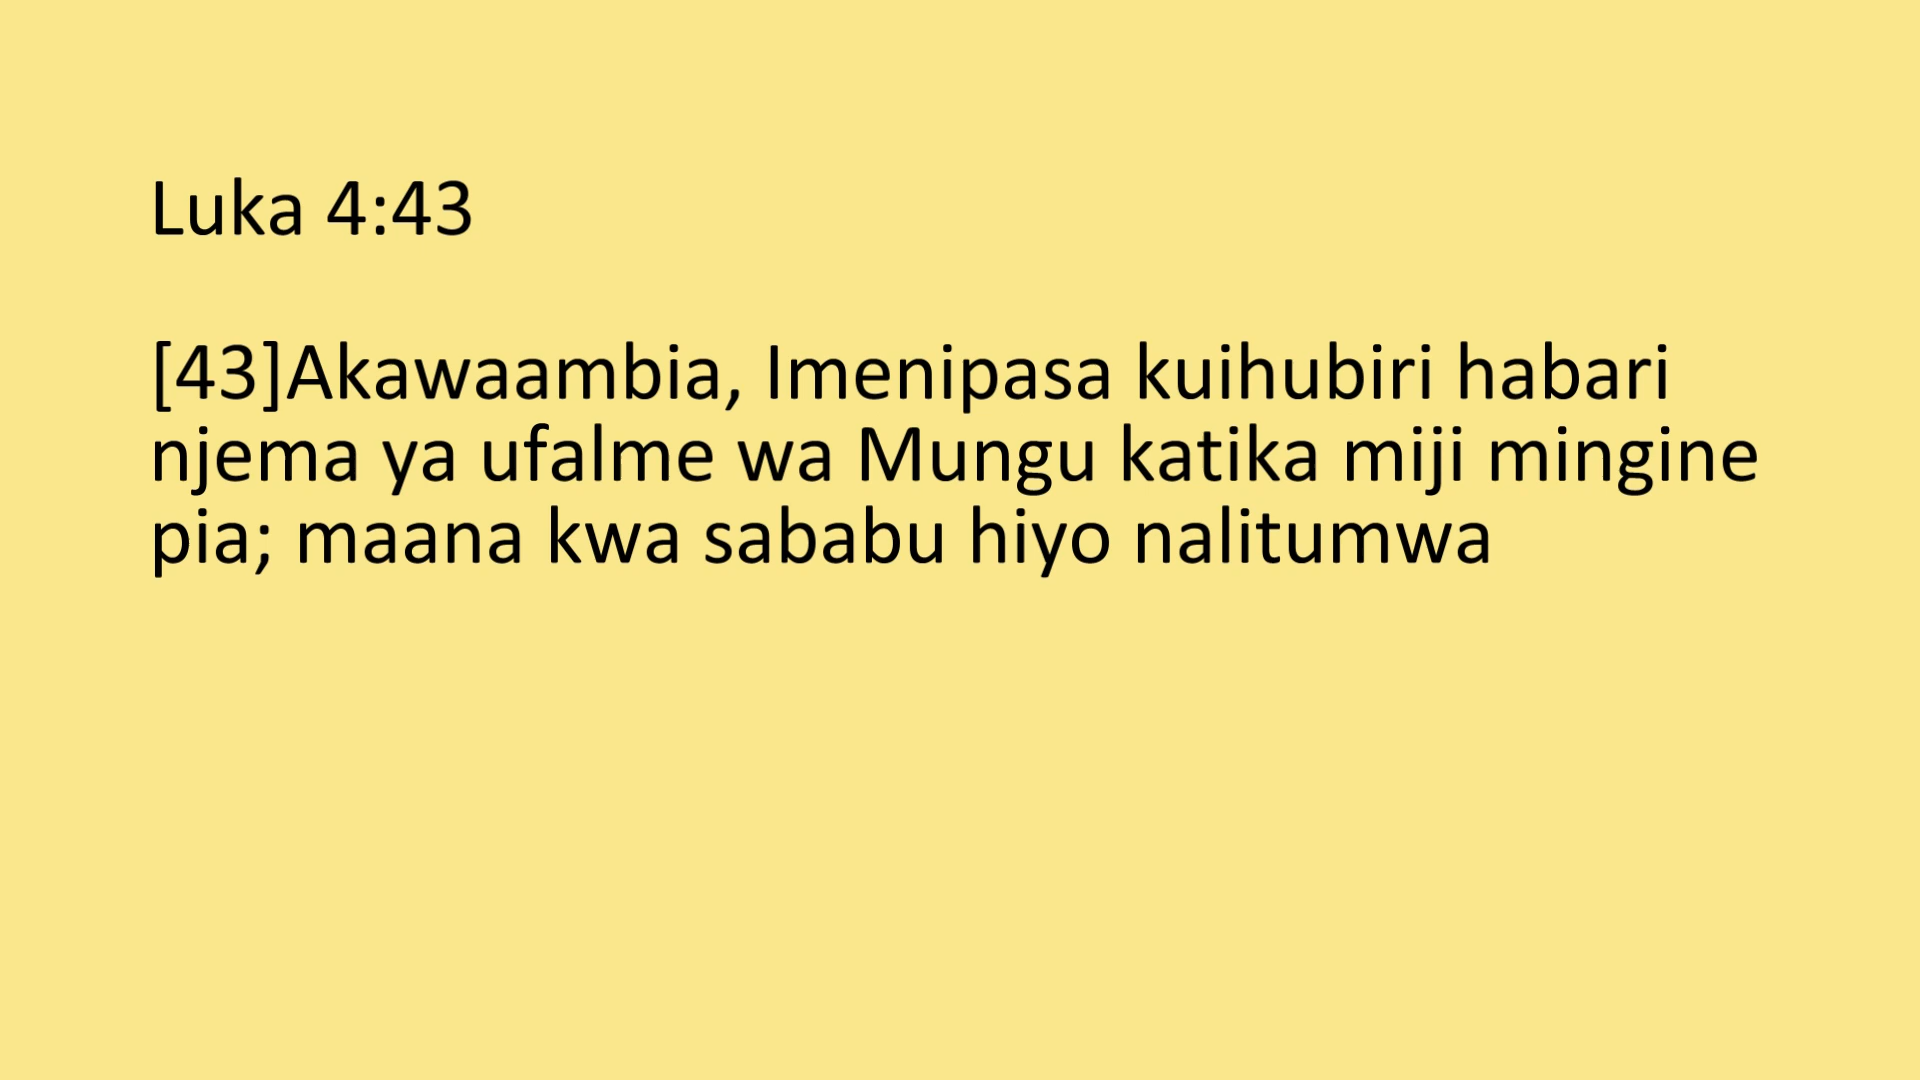 Luka 4:43
[43]Akawaambia, Imenipasa kuihubiri habari
njema ya ufalme wa Mungu katika miji mingine
pia; maana kwa sababu hiyo nalitumwa